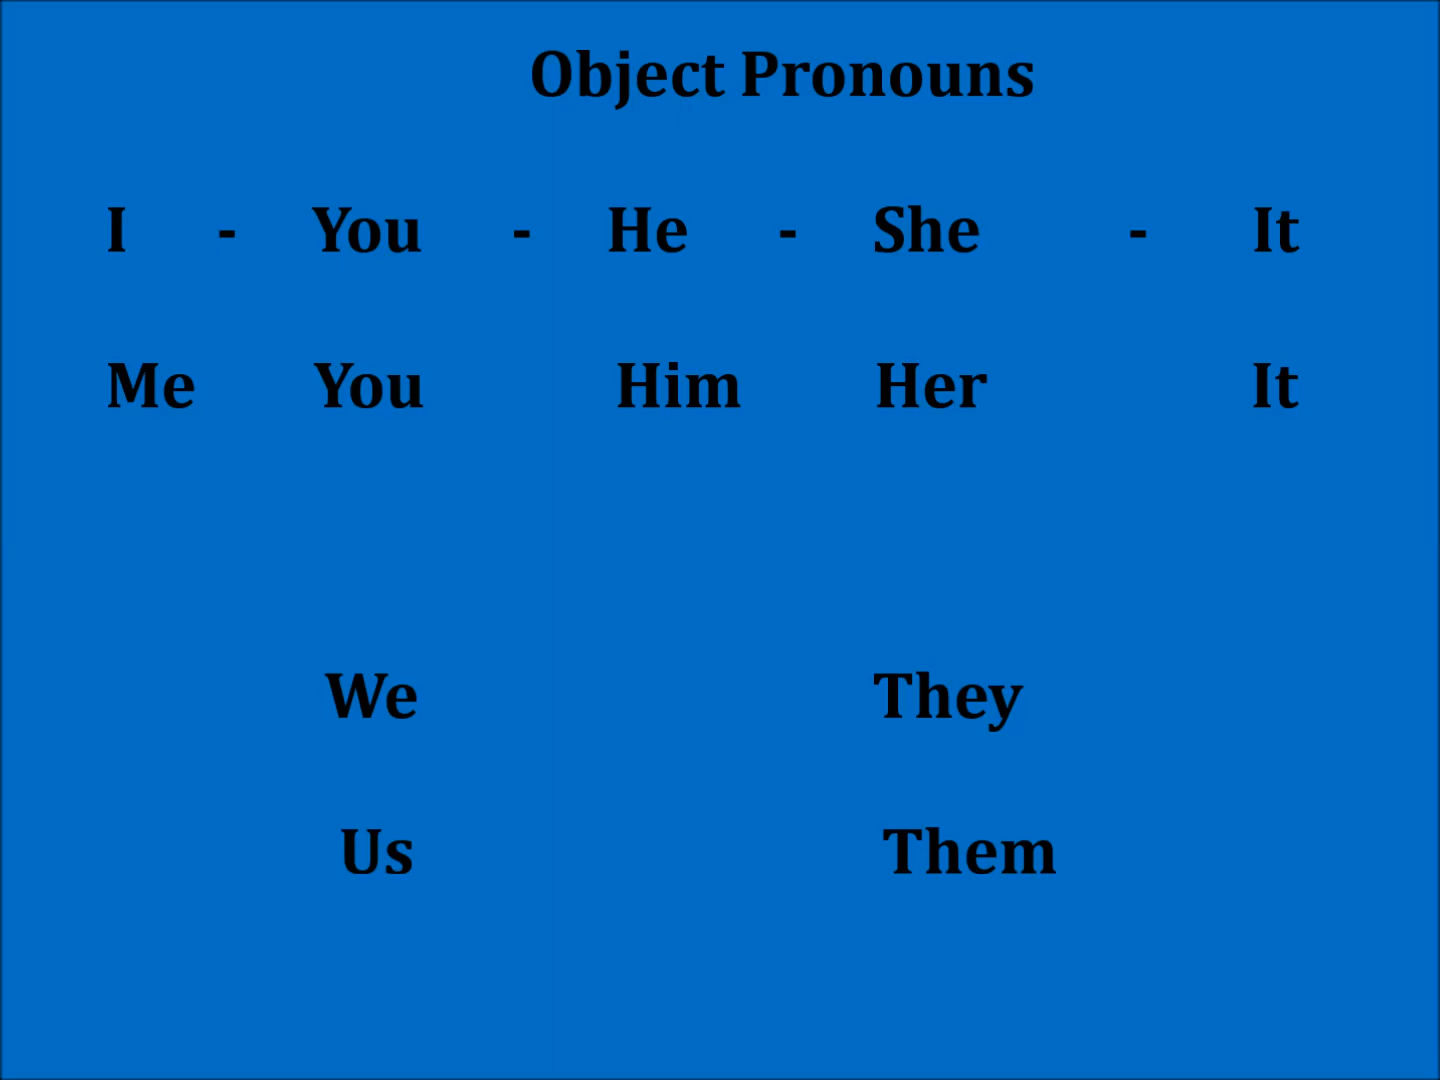 Object Pronouns
I - You - He - She - It
Me You Him Her It
We They
Us Them